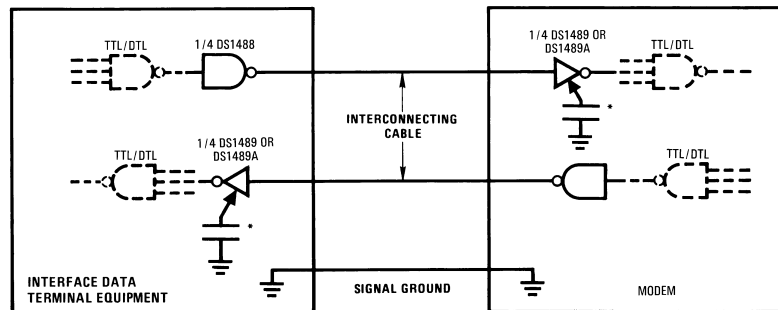 TTL/DTL
1/4 DS1488
1/4 DS1489 OR
DS1489A
TTL/DTL
*
INTERCONNECTING
CABLE
1/4 DS1489 OR
DS1489A
TTL/DTL
TTL/DTL
*
INTERFACE DATA
TERMINAL EQUIPMENT
SIGNAL GROUND
MODEM